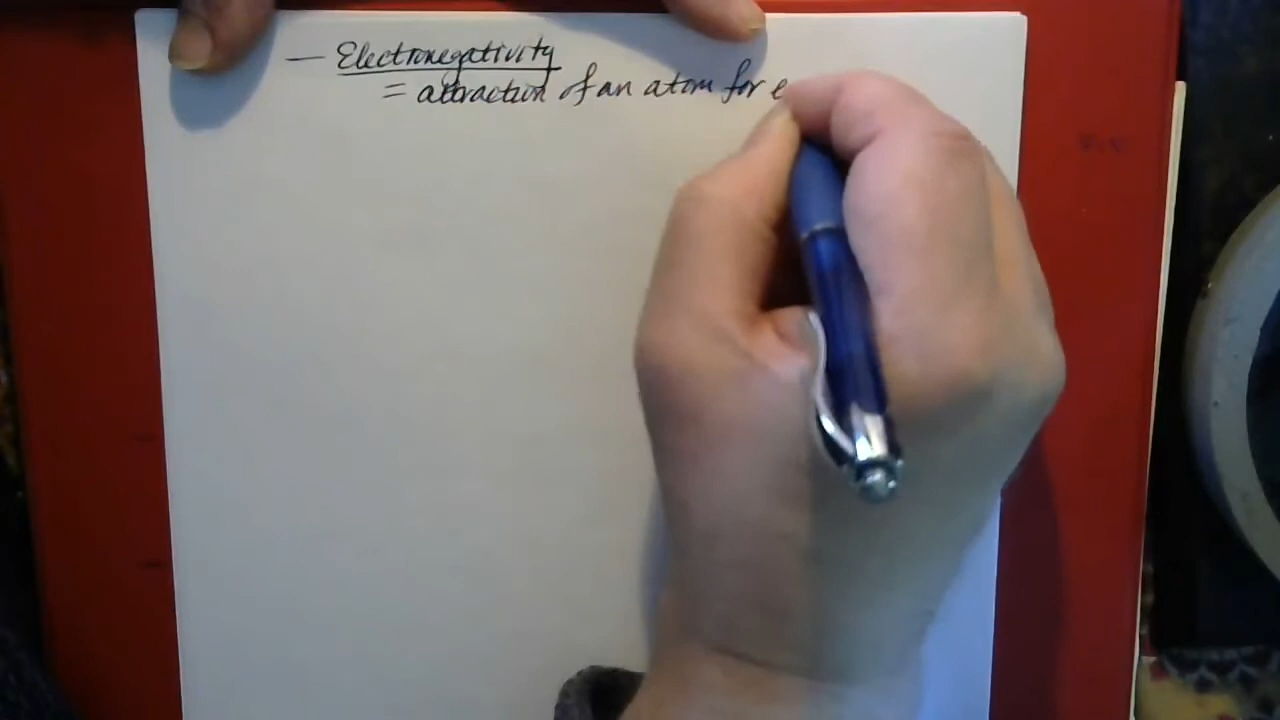 — Electronegativity
= attraction of an atom for e